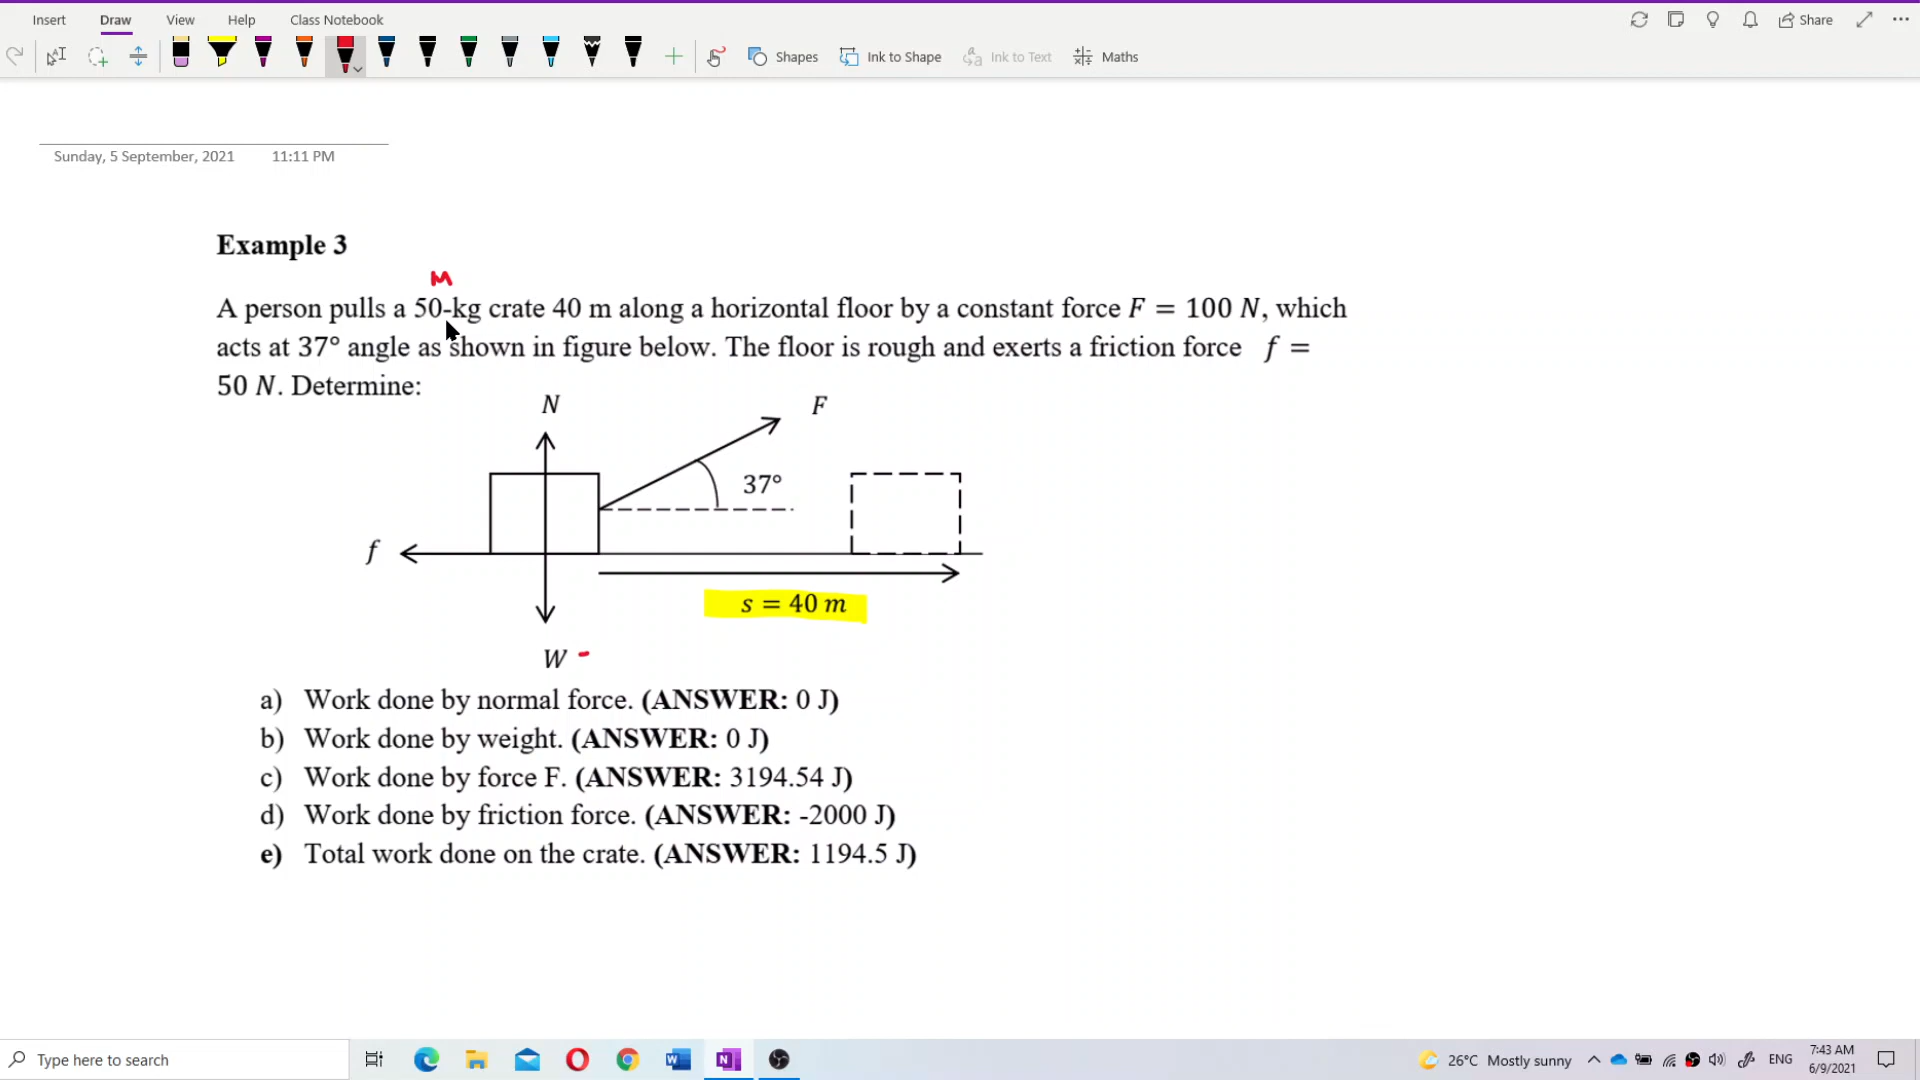 Insert Draw View Help Class Notebook Share
Shapes Ink to Shape Ink to Text Maths
Sunday, 5 September, 2021 11:11 PM
Example 3
M
A person pulls a 50-kg crate 40 m along a horizontal floor by a constant force F = 100 N, which
acts at 37° angle as shown in figure below. The floor is rough and exerts a friction force f =
50 N. Determine:
N
F
37°
f
s = 40 m
W -
a) Work done by normal force. (ANSWER: 0 J)
b) Work done by weight. (ANSWER: 0 J)
c) Work done by force F. (ANSWER: 3194.54 J)
d) Work done by friction force. (ANSWER: -2000 J)
e) Total work done on the crate. (ANSWER: 1194.5 J)
Type here to search
26°C Mostly sunny ENG 7:43 AM
6/9/2021